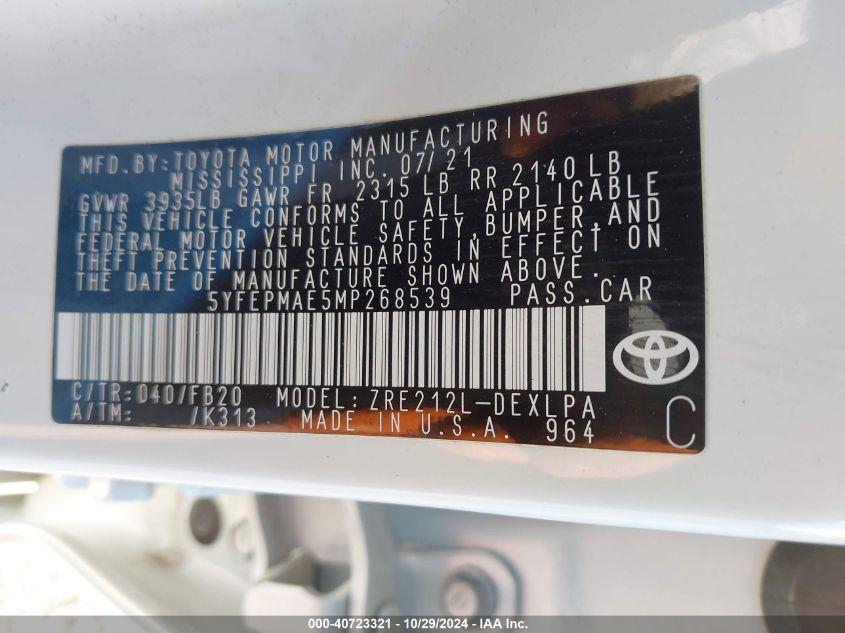 MFD. BY: TOYOTA MOTOR MANUFACTURING
MISSISSIPPI INC. 07/21
GVWR 3935LB GAWR FR 2315 LB RR 2140 LB
THIS VEHICLE CONFORMS TO ALL APPLICABLE
FEDERAL MOTOR VEHICLE SAFETY, BUMPER, AND
THEFT PREVENTION STANDARDS IN EFFECT ON
THE DATE OF MANUFACTURE SHOWN ABOVE.
5YFEPMAE5MP268539 PASS. CAR
C/TR: 040/FB20 MODEL: ZRE212L-DEXLPA
A/TM: /K313 MADE IN U.S.A. 964
C
000-40723321 - 10/29/2024 - IAA Inc.